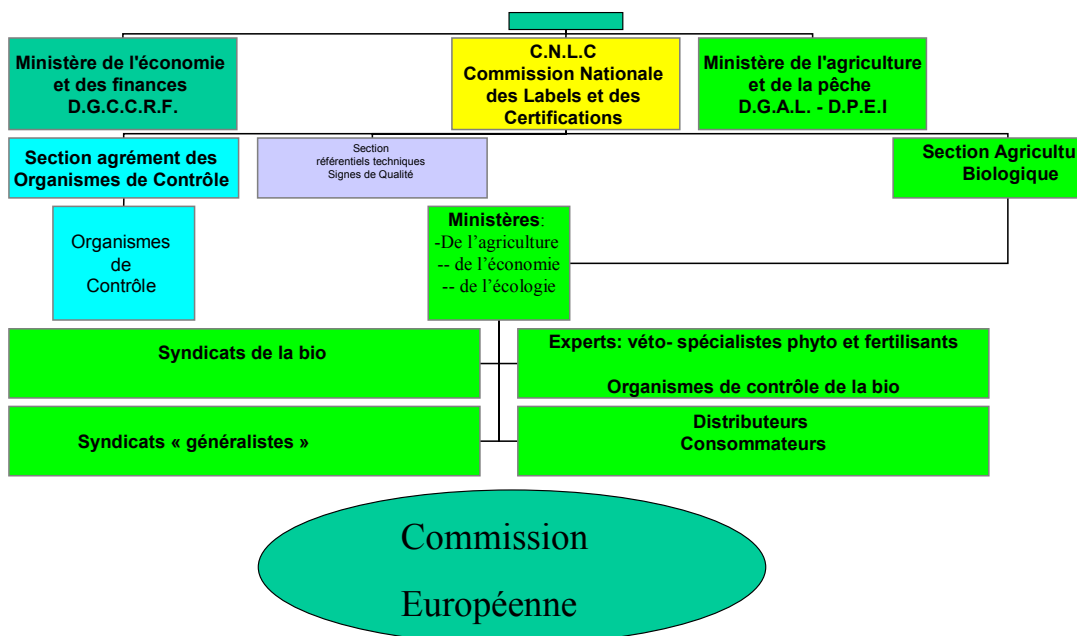 Ministère de l'économie
et des finances
D.G.C.C.R.F.
C.N.L.C
Commission Nationale
des Labels et des
Certifications
Ministère de l'agriculture
et de la pêche
D.G.A.L. - D.P.E.I
Section agrément des
Organismes de Contrôle
Section
référentiels techniques
Signes de Qualité
Section Agricultu
Biologique
Organismes
de
Contrôle
Ministères:
-De l’agriculture
-- de l’économie
-- de l’écologie
Syndicats de la bio
Experts: véto- spécialistes phyto et fertilisants
Organismes de contrôle de la bio
Syndicats « généralistes »
Distributeurs
Consommateurs
Commission
Européenne